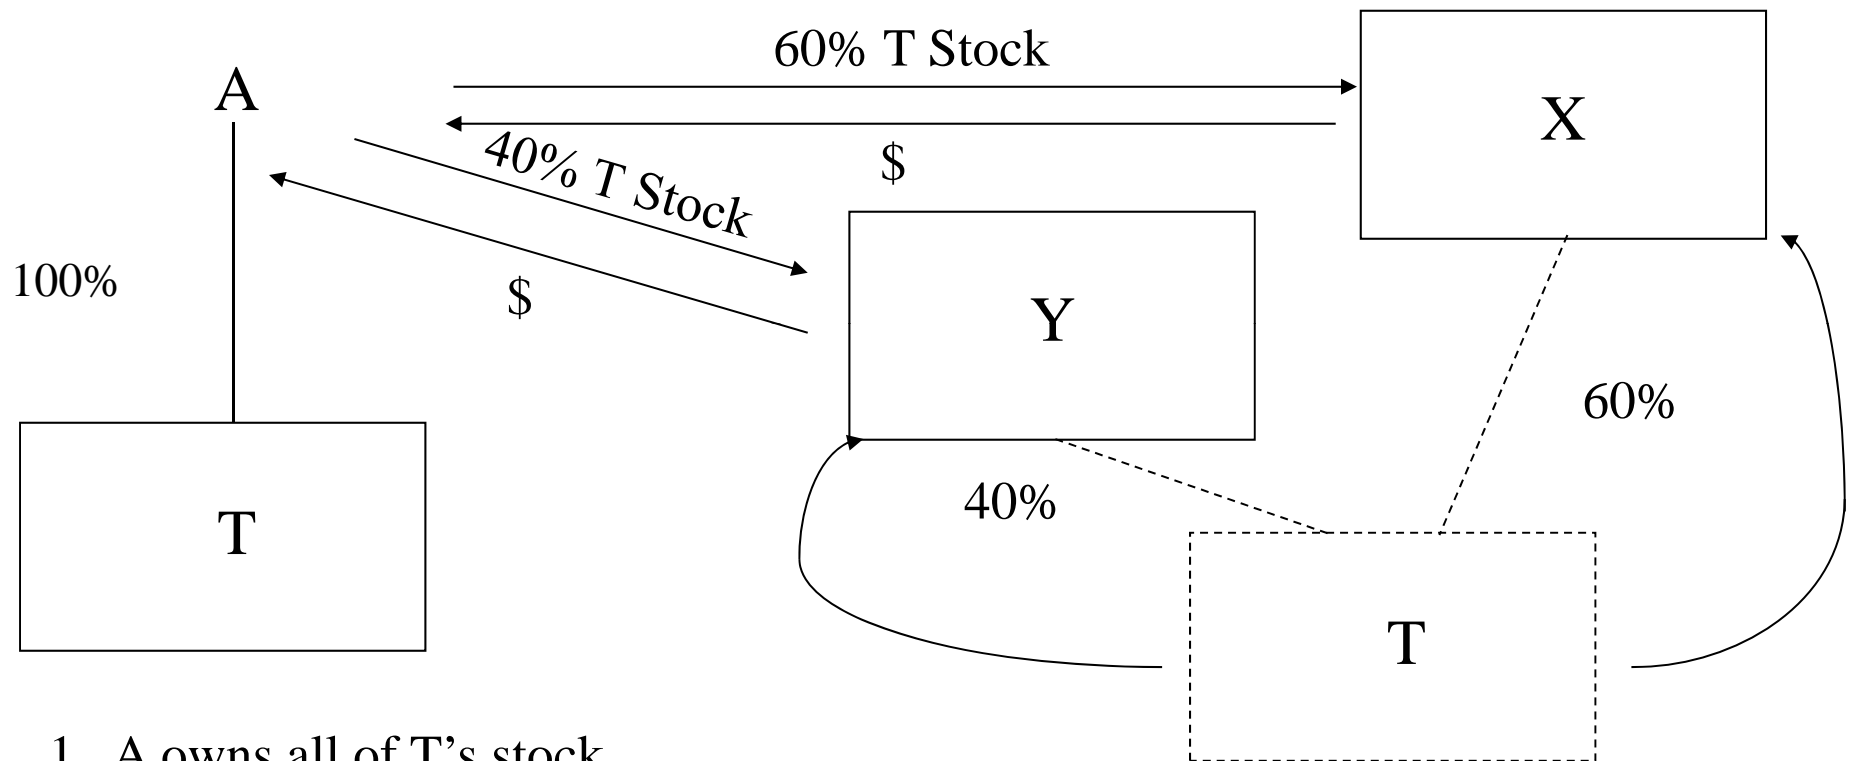 60% T Stock
A
X
$
40% T Stock
Y
100%
$
60%
40%
T
T
1. A owns all of T's stock